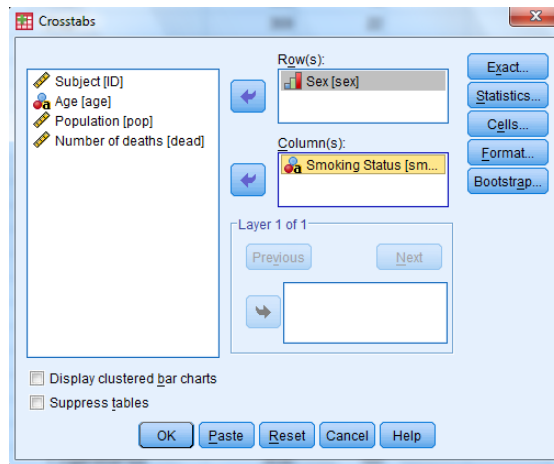 Crosstabs
Subject [ID]
Age [age]
Population [pop]
Number of deaths [dead]
Row(s):
Sex [sex]
Column(s):
Smoking Status [sm...
Layer 1 of 1
Previous
Next
Exact...
Statistics...
Cells...
Format...
Bootstrap...
Display clustered bar charts
Suppress tables
OK
Paste
Reset
Cancel
Help